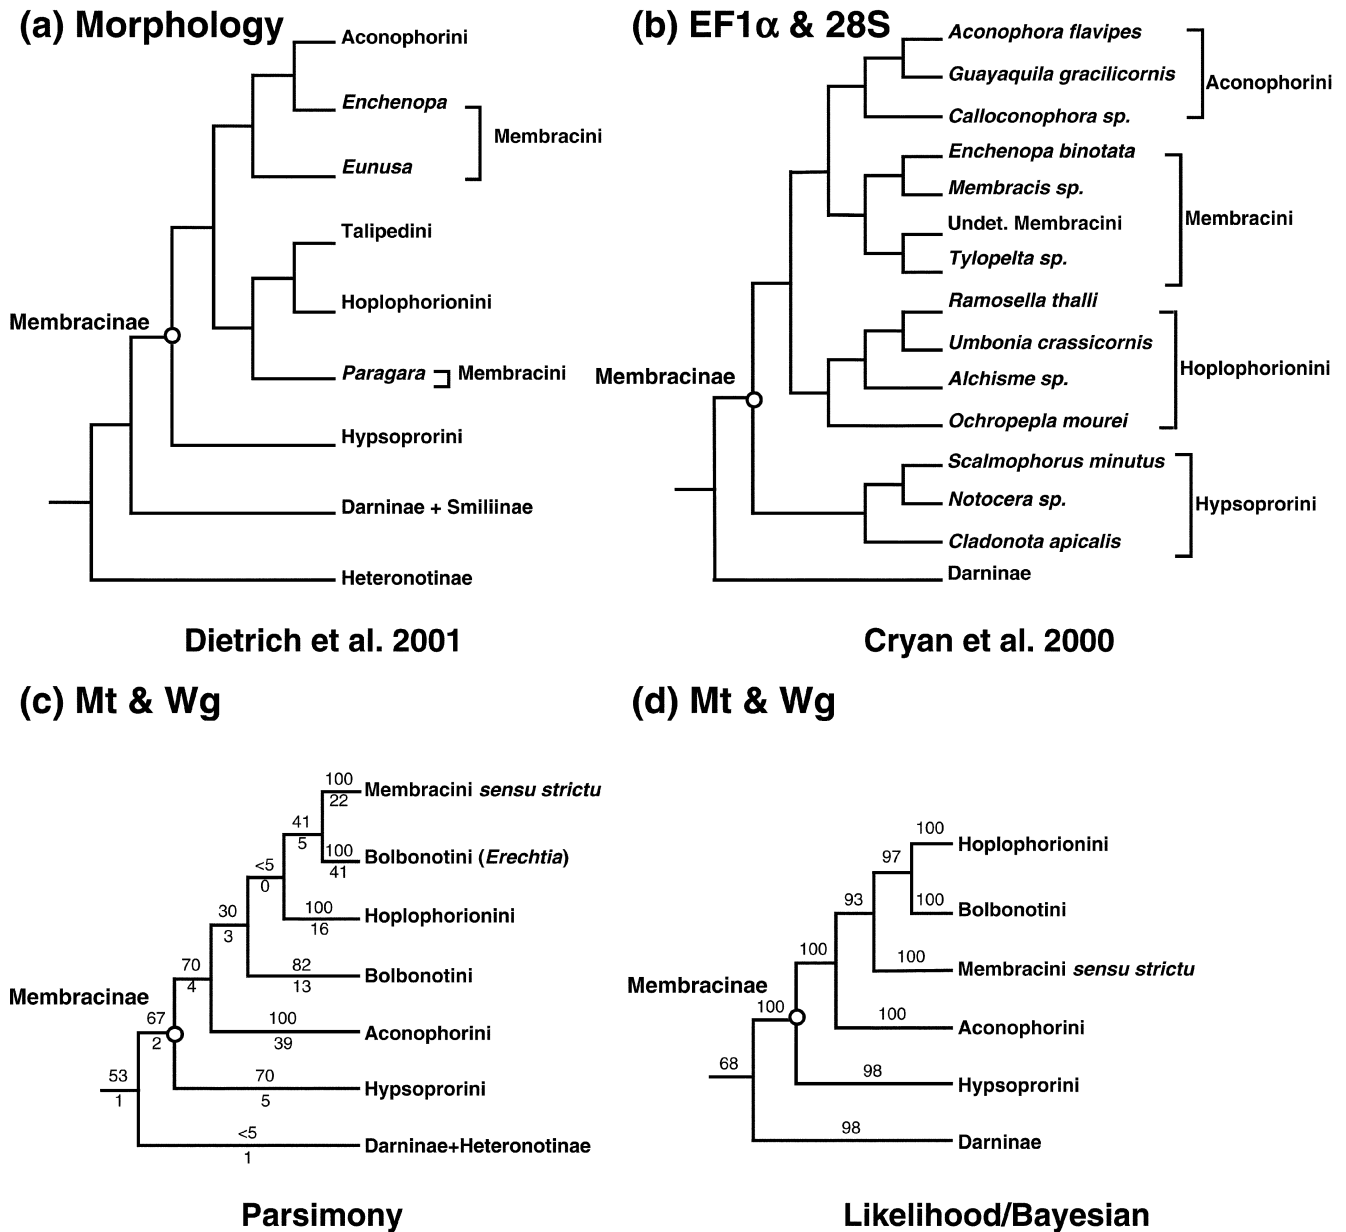 (a) Morphology
Aconophorini
Enchenopa
Membracini
Eunusa
Talipedini
Hoplophorionini
Membracinae
Paragara
Membracini
Hypsoprorini
Darninae + Smiliinae
Heteronotinae
Dietrich et al. 2001
(b) EF1α & 28S
Aconophora flavipes
Guayaquila gracilicornis
Aconophorini
Calloconophora sp.
Enchenopa binotata
Membracis sp.
Membracini
Undet. Membracini
Tylopelta sp.
Ramosella thalli
Umbonia crassicornis
Hoplophorionini
Membracinae
Alchisme sp.
Ochropepla mourei
Scalmophorus minutus
Notocera sp.
Hypsoprorini
Cladonota apicalis
Darninae
Cryan et al. 2000
(c) Mt & Wg
100
Membracini sensu strictu
22
41
5
100
Bolbonotini (Erechtia)
41
<5
0
100
Hoplophorionini
16
30
3
82
Bolbonotini
13
70
4
Membracinae
67
2
100
Aconophorini
39
53
1
70
Hypsoprorini
5
<5
Darninae+Heteronotinae
1
Parsimony
(d) Mt & Wg
100
Hoplophorionini
97
100
Bolbonotini
93
100
Membracini sensu strictu
100
Membracinae
100
100
Aconophorini
68
98
Hypsoprorini
98
Darninae
Likelihood/Bayesian